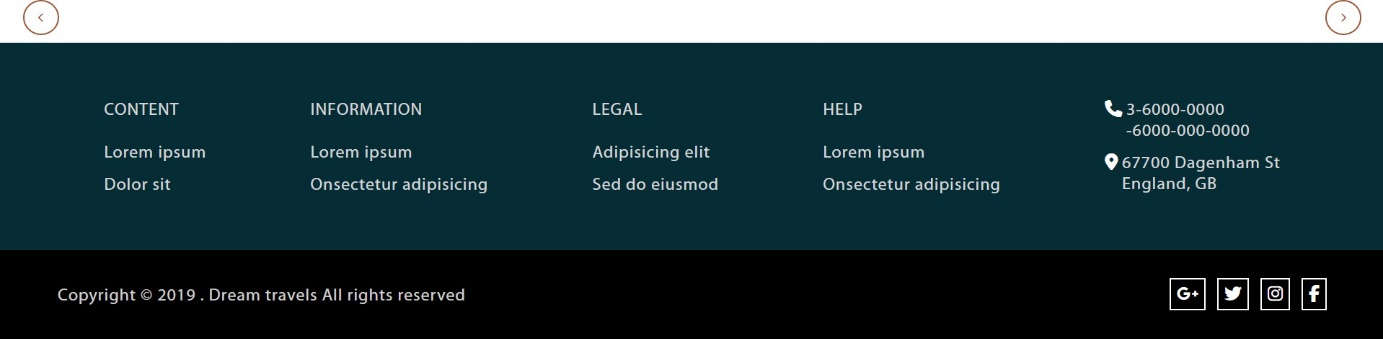 CONTENT
Lorem ipsum
Dolor sit
INFORMATION
Lorem ipsum
Onsectetur adipisicing
LEGAL
Adipisicing elit
Sed do eiusmod
HELP
Lorem ipsum
Onsectetur adipisicing
3-6000-0000
-6000-000-0000
67700 Dagenham St
England, GB
Copyright © 2019 . Dream travels All rights reserved